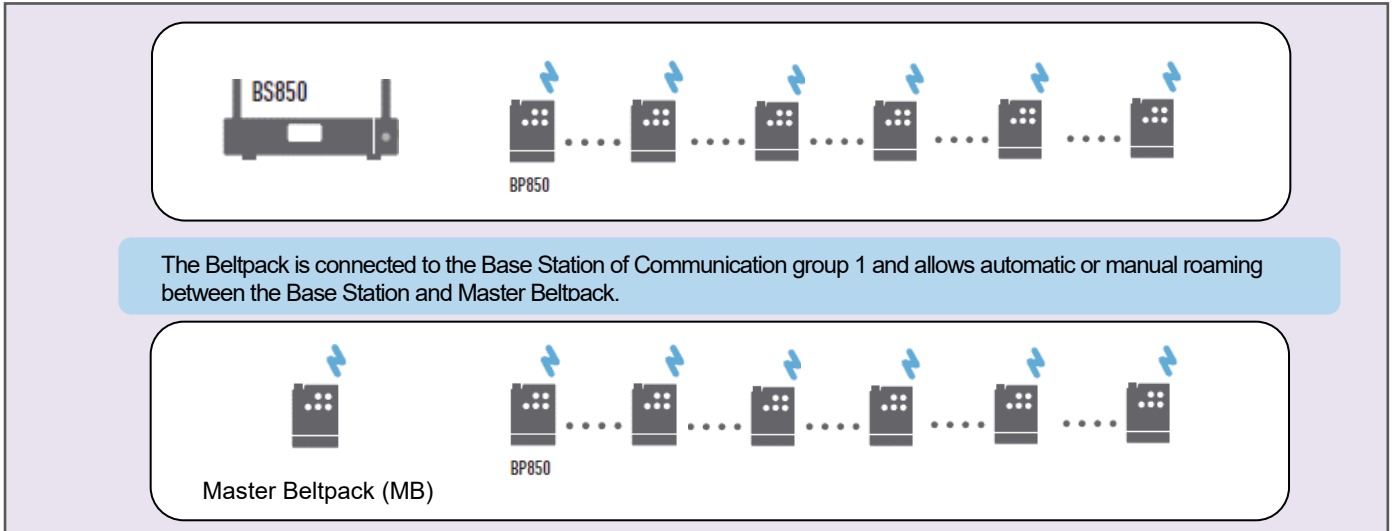 BS850
BP850
The Beltpack is connected to the Base Station of Communication group 1 and allows automatic or manual roaming
between the Base Station and Master Beltpack.
BP850
Master Beltpack (MB)